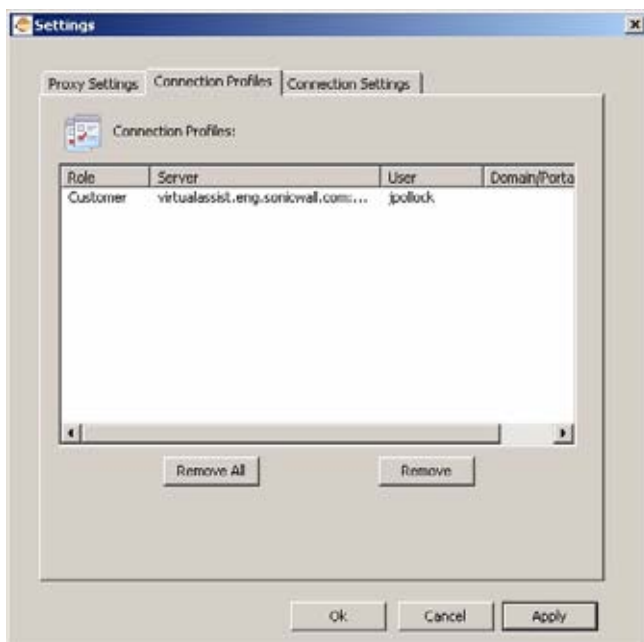 Settings
Proxy Settings Connection Profiles Connection Settings
Connection Profiles:
Role Server User Domain/Porta
Customer virtualassist.eng.sonicwall.com:... jpollock
Remove All Remove
Ok Cancel Apply